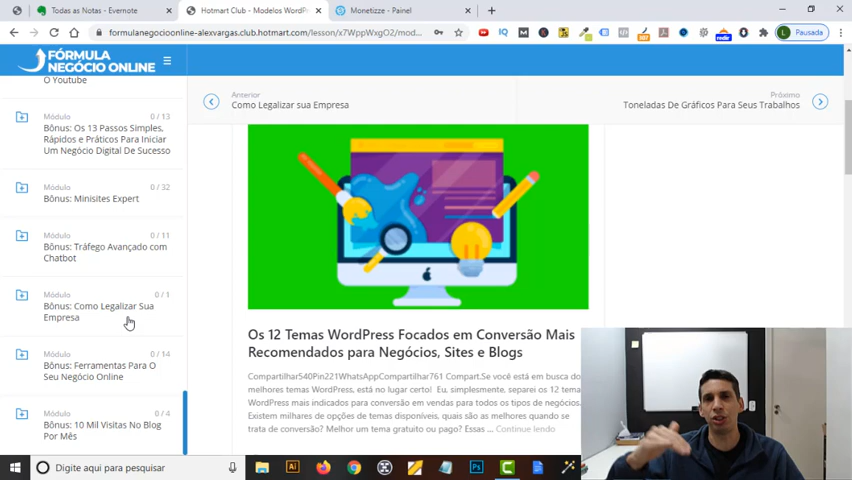 Todas as Notas - Evernote
Hotmart Club - Modelos WordPr
Monetizze - Painel
formulanegocioonline-alexvargas.club.hotmart.com/lesson/x7WppWxgO2/mod...
Pausada
FÓRMULA
NEGÓCIO ONLINE
O Youtube
Módulo 0 / 13
Bônus: Os 13 Passos Simples,
Rápidos e Práticos Para Iniciar
Um Negócio Digital De Sucesso
Módulo 0 / 32
Bônus: Minisites Expert
Módulo 0 / 11
Bônus: Tráfego Avançado com
Chatbot
Módulo 0 / 1
Bônus: Como Legalizar Sua
Empresa
Módulo 0 / 14
Bônus: Ferramentas Para O
Seu Negócio Online
Módulo 0 / 4
Bônus: 10 Mil Visitas No Blog
Por Mês
Anterior
Como Legalizar sua Empresa
Próximo
Toneladas De Gráficos Para Seus Trabalhos
Os 12 Temas WordPress Focados em Conversão Mais
Recomendados para Negócios, Sites e Blogs
Compartilhar540Pin221WhatsAppCompartilhar761 Compart.Se você está em busca do
melhores temas WordPress, está no lugar certo! Eu, simplesmente, separei os 12 tema
WordPress mais indicados para conversão em vendas para todos os tipos de trabalhos.
Existem milhares de opções de temas disponíveis, quais são as melhores quando se
trata de conversão? Melhor um tema gratuito ou pago? Essas ... Continue lendo
Digite aqui para pesquisar